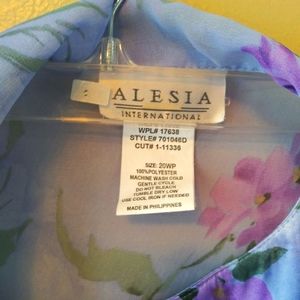 ALESIA
INTERNATIONAL
WPL# 17638
STYLE# 701046D
CUT# 1-11336
SIZE: 20WP
100%POLYESTER
MACHINE WASH COLD
GENTLE CYCLE
DO NOT BLEACH
TUMBLE DRY LOW
USE COOL IRON IF NEEDED
MADE IN PHILIPPINES